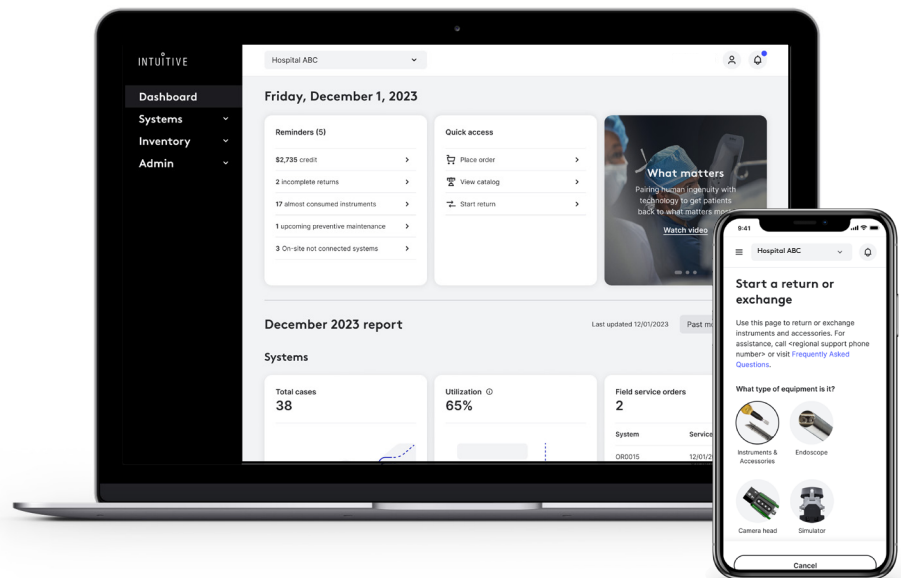 INTUITIVE
Dashboard
Systems
Inventory
Admin
Hospital ABC
Friday, December 1, 2023
Reminders (5)
$2,735 credit
2 incomplete returns
17 almost consumed instruments
1 upcoming preventive maintenance
3 On-site not connected systems
Quick access
Place order
View catalog
Start return
What matters
Pairing human ingenuity with
technology to get patients
back to what matters most
Watch video
December 2023 report
Last updated 12/01/2023
Past
Systems
Total cases
38
Utilization
65%
Field service orders
2
System
Service
OR0015
9:41
Hospital ABC
Start a return or
exchange
Use this page to return or exchange
instruments and accessories. For
assistance, call <regional support phone
number> or visit Frequently Asked
Questions.
What type of equipment is it?
Instruments &
Accessories
Endoscope
Camera head
Simulator
Cancel